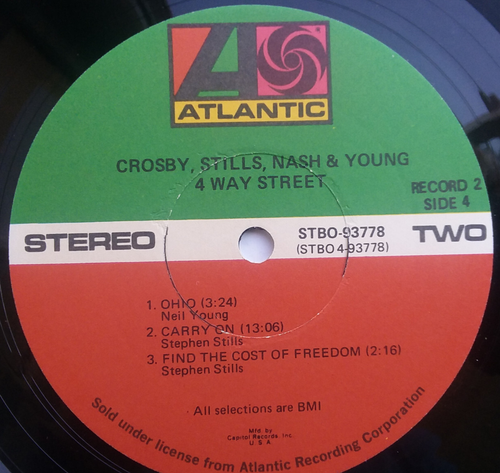 ATLANTIC
CROSBY, STILLS, NASH & YOUNG
4 WAY STREET
RECORD 2
SIDE 4
STEREO
STBO-93778
(STBO 4-93778)
TWO
1. OHIO (3:24)
Neil Young
2. CARRY ON (13:06)
Stephen Stills
3. FIND THE COST OF FREEDOM (2:16)
Stephen Stills
All selections are BMI
Mfg. by
Capitol Records, Inc.
U S A
Sold under license from Atlantic Recording Corporation